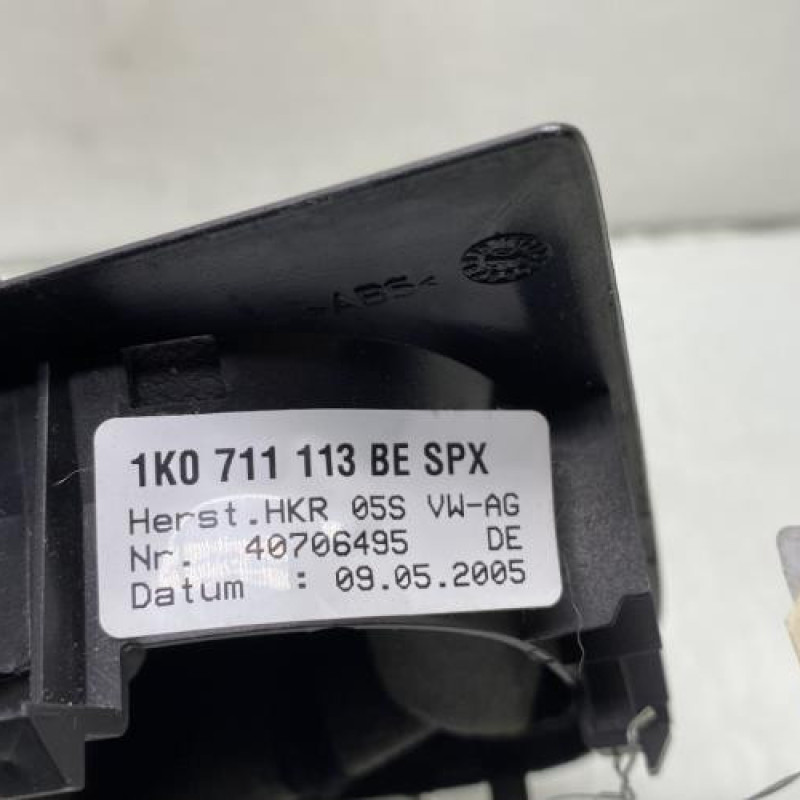 >ABS<
1K0 711 113 BE SPX
Herst.HKR 05S VW-AG
Nr. 40706495 DE
Datum : 09.05.2005